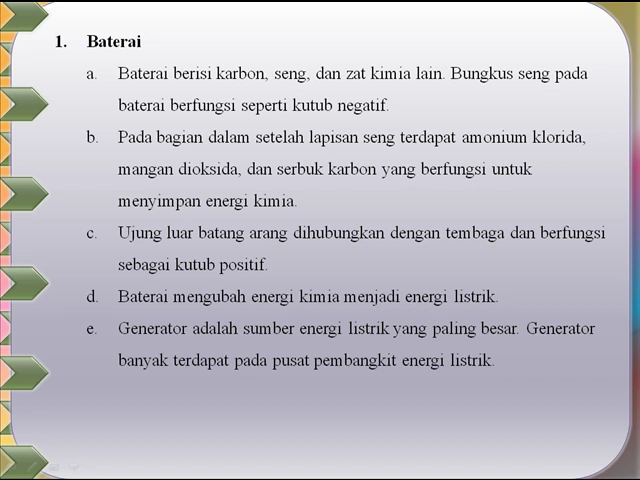 1. Baterai
a. Baterai berisi karbon, seng, dan zat kimia lain. Bungkus seng pada
baterai berfungsi seperti kutub negatif.
b. Pada bagian dalam setelah lapisan seng terdapat amonium klorida,
mangan dioksida, dan serbuk karbon yang berfungsi untuk
menyimpan energi kimia.
c. Ujung luar batang arang dihubungkan dengan tembaga dan berfungsi
sebagai kutub positif.
d. Baterai mengubah energi kimia menjadi energi listrik.
e. Generator adalah sumber energi listrik yang paling besar. Generator
banyak terdapat pada pusat pembangkit energi listrik.